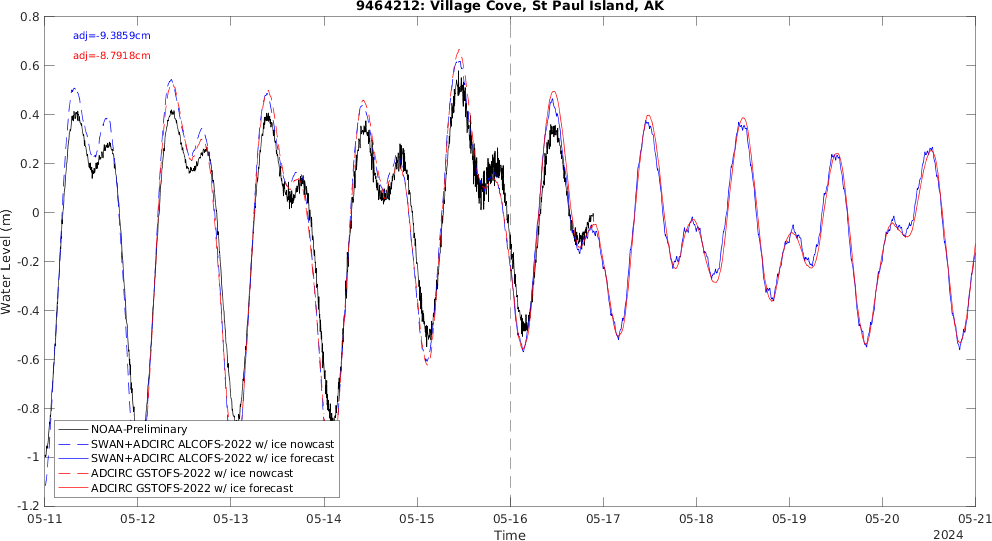 9464212: Village Cove, St Paul Island, AK
adj=-9.3859cm
adj=-8.7918cm
Water Level (m)
0.8
0.6
0.4
0.2
0
-0.2
-0.4
-0.6
-0.8
-1
-1.2
NOAA-Preliminary
SWAN+ADCIRC ALCOFS-2022 w/ ice nowcast
SWAN+ADCIRC ALCOFS-2022 w/ ice forecast
ADCIRC GSTOFS-2022 w/ ice nowcast
ADCIRC GSTOFS-2022 w/ ice forecast
05-11 05-12 05-13 05-14 05-15 05-16 05-17 05-18 05-19 05-20 05-21
Time
2024